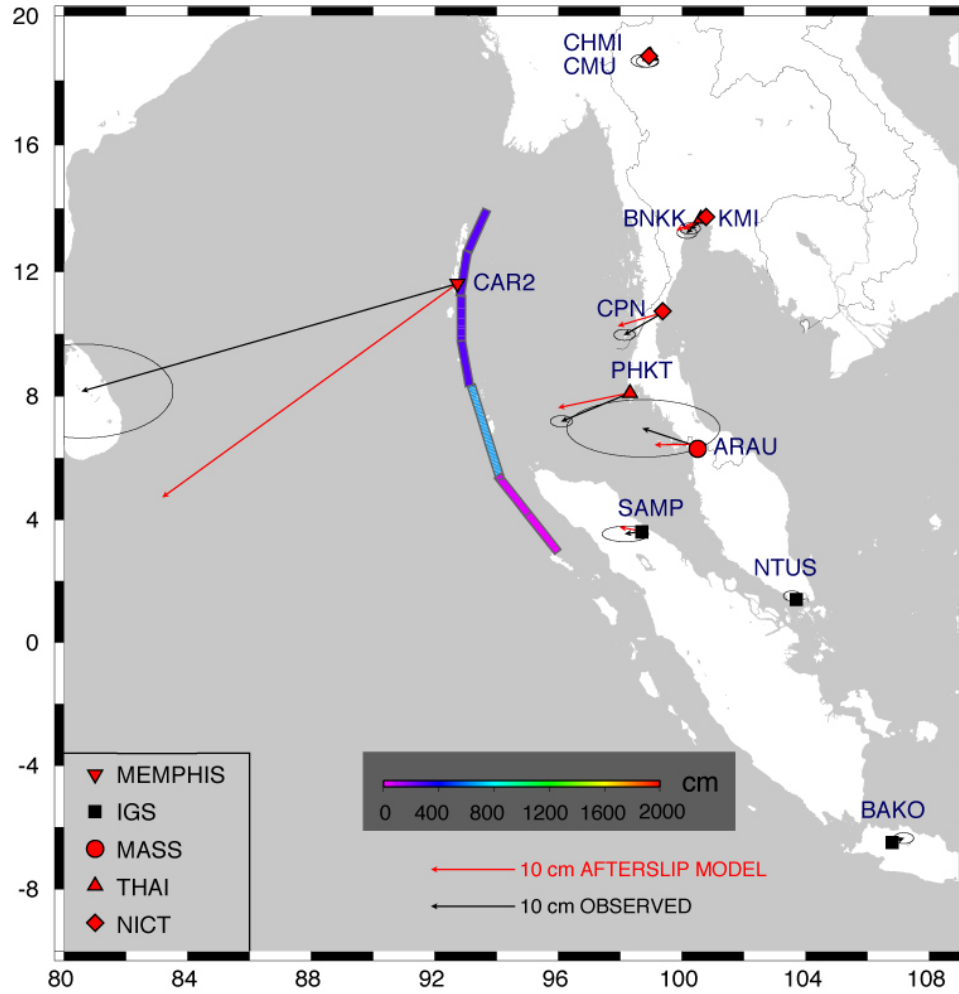 20
16
12
8
4
0
-4
-8
80
84
88
92
96
100
104
108
CHMI
CMU
BNKK
KMI
CAR2
CPN
PHKT
ARAU
SAMP
NTUS
BAKO
MEMPHIS
IGS
MASS
THAI
NICT
cm
0 400 800 1200 1600 2000
10 cm AFTERSLIP MODEL
10 cm OBSERVED